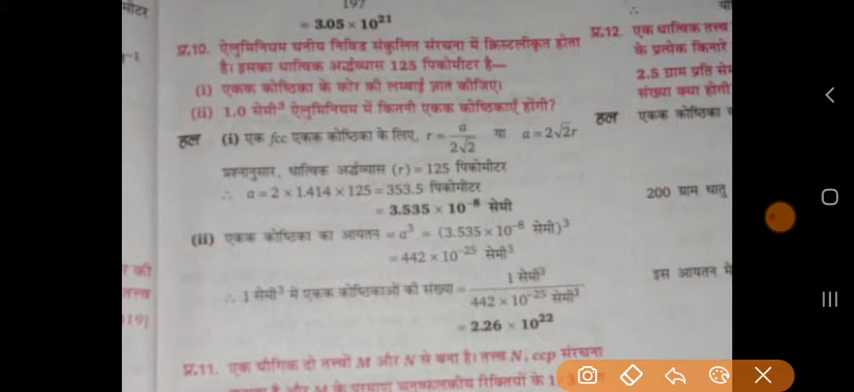 मीटर
197
= 3.05 × 10²¹
प्र.10. ऐलुमिनियम घनीय निविड संकुलित संरचना में क्रिस्टलीकृत होता
है। इसका धात्विक अर्द्धव्यास 125 पिकोमीटर है—
(i) एकक कोष्ठिका के कोर की लम्बाई ज्ञात कीजिए।
(ii) 1.0 सेमी³ ऐलुमिनियम में कितनी एकक कोष्ठिकाएँ होंगी?
हल (i) एक fcc एकक कोष्ठिका के लिए, r = a/2√2 या a = 2√2r
प्रश्नानुसार, धात्विक अर्द्धव्यास (r) = 125 पिकोमीटर
∴ a = 2 × 1.414 × 125 = 353.5 पिकोमीटर
= 3.535 × 10⁻⁸ सेमी
(ii) एकक कोष्ठिका का आयतन = a³ = (3.535 × 10⁻⁸ सेमी)³
= 442 × 10⁻²⁵ सेमी³
∴ 1 सेमी³ में एकक कोष्ठिकाओं की संख्या = 1 सेमी³/442 × 10⁻²⁵ सेमी³
= 2.26 × 10²²
प्र.11. एक यौगिक दो तत्त्वों M और N से बना है। तत्त्व N, ccp संरचना
र की
तत्त्व
19]
∴
प्र.12. एक धात्विक तत्त्व
के प्रत्येक किनारे
2.5 ग्राम प्रति से
संख्या क्या होगी
हल एकक कोष्ठिका
200 ग्राम धातु
इस आयतन में